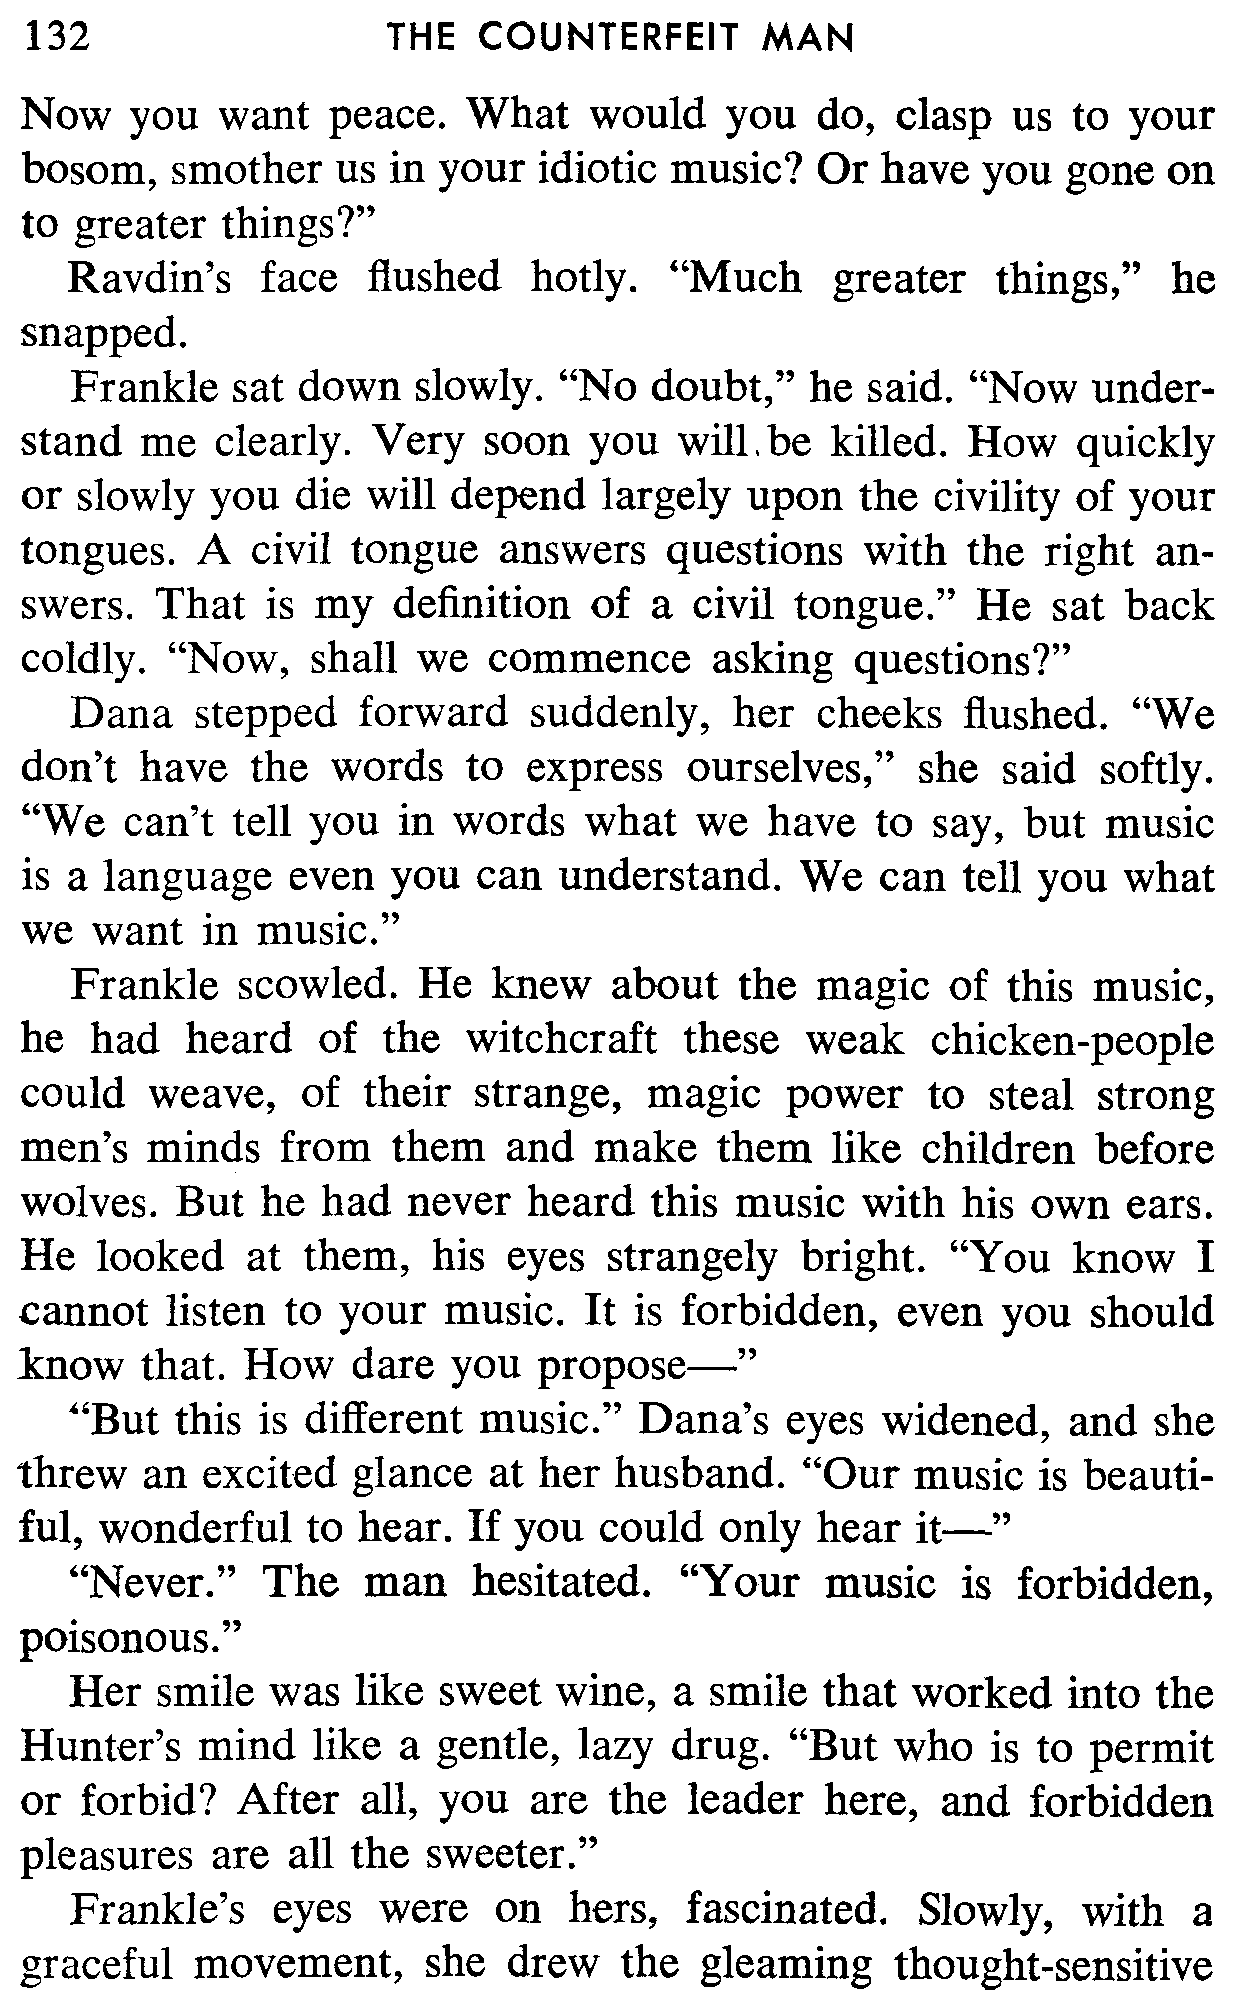 132 THE COUNTERFEIT MAN
Now you want peace. What would you do, clasp us to your
bosom, smother us in your idiotic music? Or have you gone on
to greater things?”
Ravdin’s face flushed hotly. “Much greater things,” he
snapped.
Frankle sat down slowly. “No doubt,” he said. “Now under-
stand me clearly. Very soon you will be killed. How quickly
or slowly you die will depend largely upon the civility of your
tongues. A civil tongue answers questions with the right an-
swers. That is my definition of a civil tongue.” He sat back
coldly. “Now, shall we commence asking questions?”
Dana stepped forward suddenly, her cheeks flushed. “We
don’t have the words to express ourselves,” she said softly.
“We can’t tell you in words what we have to say, but music
is a language even you can understand. We can tell you what
we want in music.”
Frankle scowled. He knew about the magic of this music,
he had heard of the witchcraft these weak chicken-people
could weave, of their strange, magic power to steal strong
men’s minds from them and make them like children before
wolves. But he had never heard this music with his own ears.
He looked at them, his eyes strangely bright. “You know I
cannot listen to your music. It is forbidden, even you should
know that. How dare you propose—”
“But this is different music.” Dana’s eyes widened, and she
threw an excited glance at her husband. “Our music is beauti-
ful, wonderful to hear. If you could only hear it—”
“Never.” The man hesitated. “Your music is forbidden,
poisonous.”
Her smile was like sweet wine, a smile that worked into the
Hunter’s mind like a gentle, lazy drug. “But who is to permit
or forbid? After all, you are the leader here, and forbidden
pleasures are all the sweeter.”
Frankle’s eyes were on hers, fascinated. Slowly, with a
graceful movement, she drew the gleaming thought-sensitive